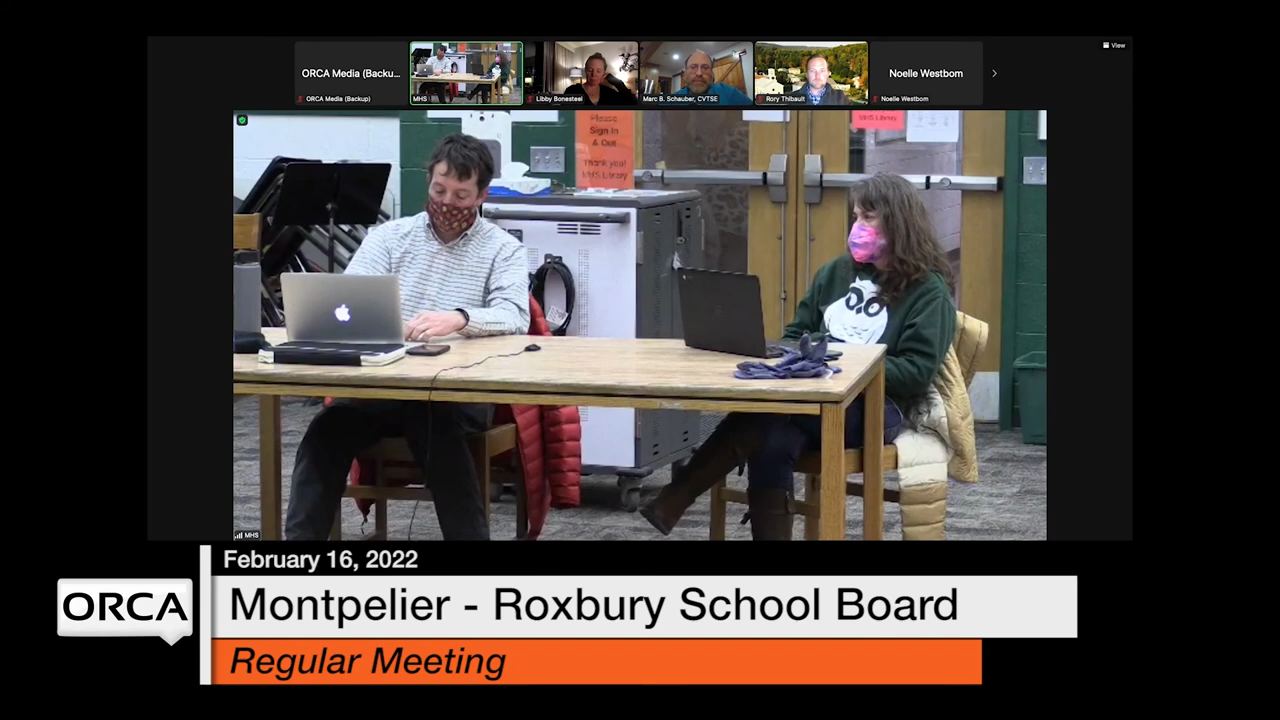 View
ORCA Media (Backu...
Noelle Westbom
ORCA Media (Backup)
MHS
Libby Bonesteel
Marc B. Schauber, CVTSE
Rory Thibault
Noelle Westbom
Please
Sign In
& Out
Thank you!
MHS Library
MHS Library
MHS
February 16, 2022
ORCA
Montpelier - Roxbury School Board
Regular Meeting